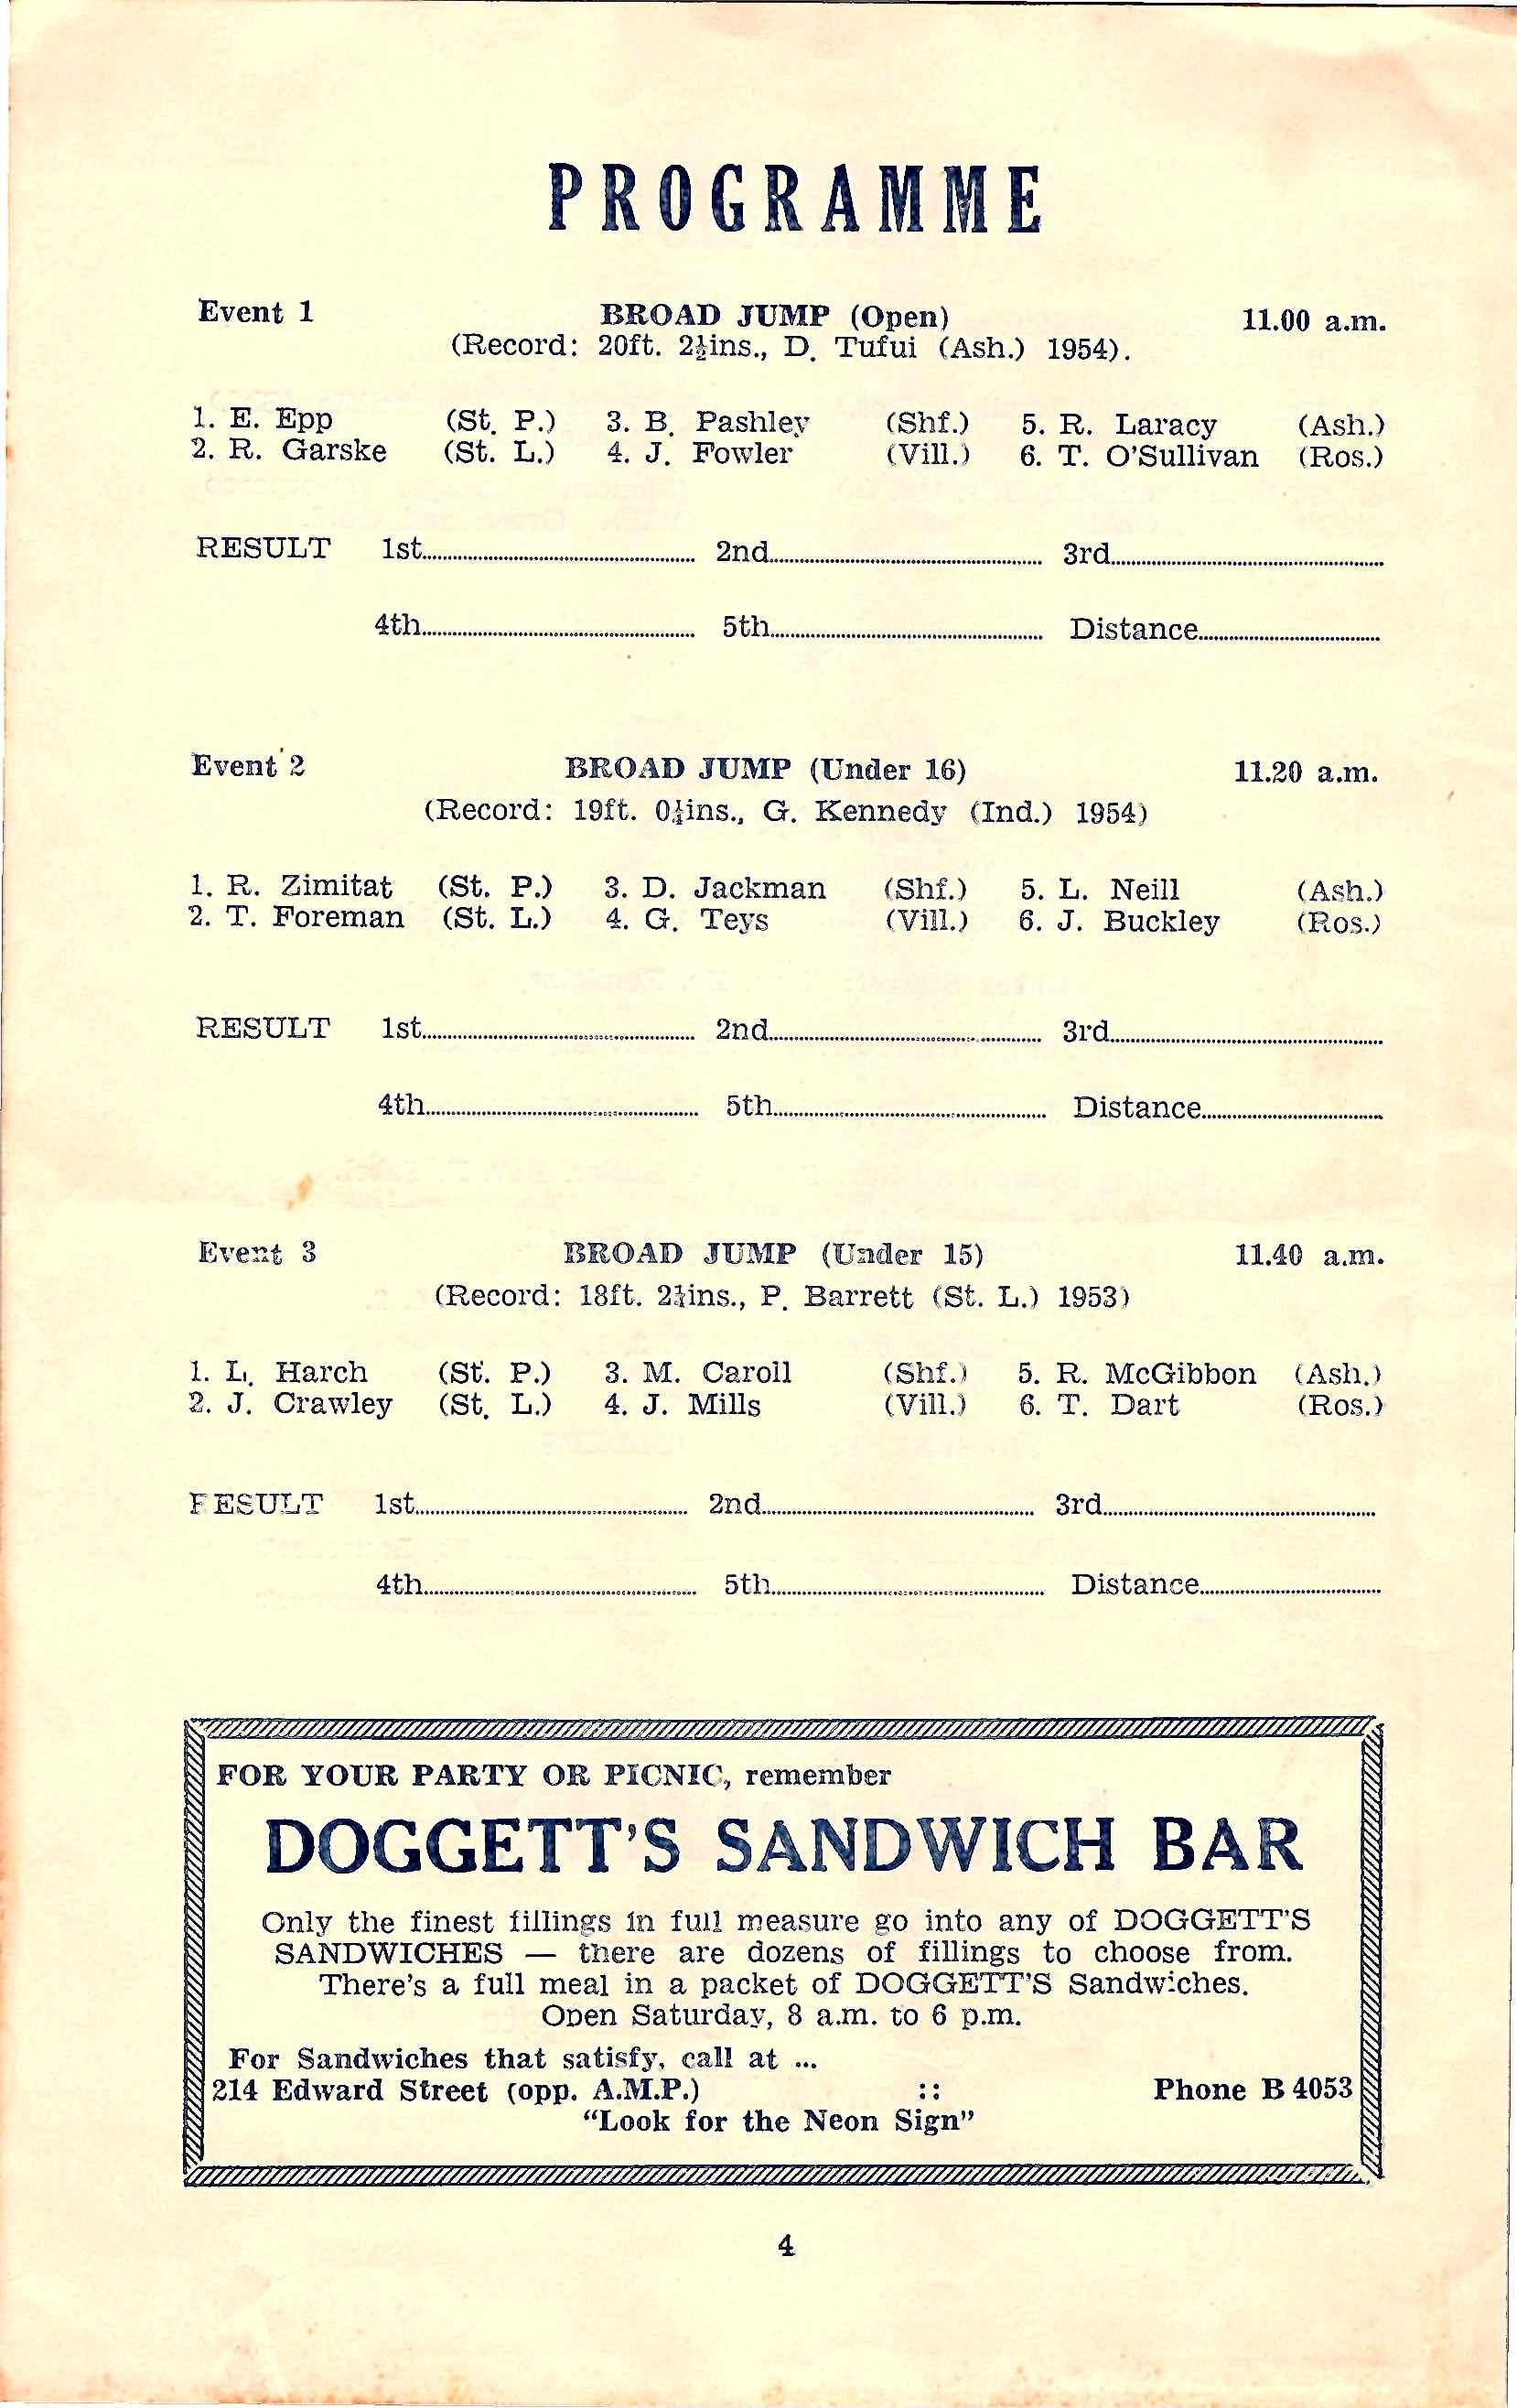 PROGRAMME
Event 1 BROAD JUMP (Open) 11.00 a.m.
(Record: 20ft. 2½ins., D. Tufui (Ash.) 1954).
1. E. Epp (St. P.) 3. B. Pashley (Shf.) 5. R. Laracy (Ash.)
2. R. Garske (St. L.) 4. J. Fowler (Vill.) 6. T. O'Sullivan (Ros.)
RESULT 1st.................... 2nd.................... 3rd....................
4th.................... 5th.................... Distance....................
Event 2 BROAD JUMP (Under 16) 11.20 a.m.
(Record: 19ft. 0¼ins., G. Kennedy (Ind.) 1954)
1. R. Zimitat (St. P.) 3. D. Jackman (Shf.) 5. L. Neill (Ash.)
2. T. Foreman (St. L.) 4. G. Teys (Vill.) 6. J. Buckley (Ros.)
RESULT 1st.................... 2nd.................... 3rd....................
4th.................... 5th.................... Distance....................
Event 3 BROAD JUMP (Under 15) 11.40 a.m.
(Record: 18ft. P. Barrett (St. L.) 1953)
1. L. Harch (St. P.) 3. M. Caroll (Shf.) 5. R. McGibbon (Ash.)
2. J. Crawley (St. L.) 4. J. Mills (Vill.) 6. T. Dart (Ros.)
RESULT 1st.................... 2nd.................... 3rd....................
4th.................... 5th.................... Distance....................
FOR YOUR PARTY OR PICNIC, remember
DOGGETT'S SANDWICH BAR
Only the finest fillings in full measure go into any of DOGGETT'S
SANDWICHES — there are dozens of fillings to choose from.
There's a full meal in a packet of DOGGETT'S Sandwiches.
Open Saturday, 8 a.m. to 6 p.m.
For Sandwiches that satisfy, call at ...
214 Edward Street (opp. A.M.P.) :: Phone B 4053
"Look for the Neon Sign"
4